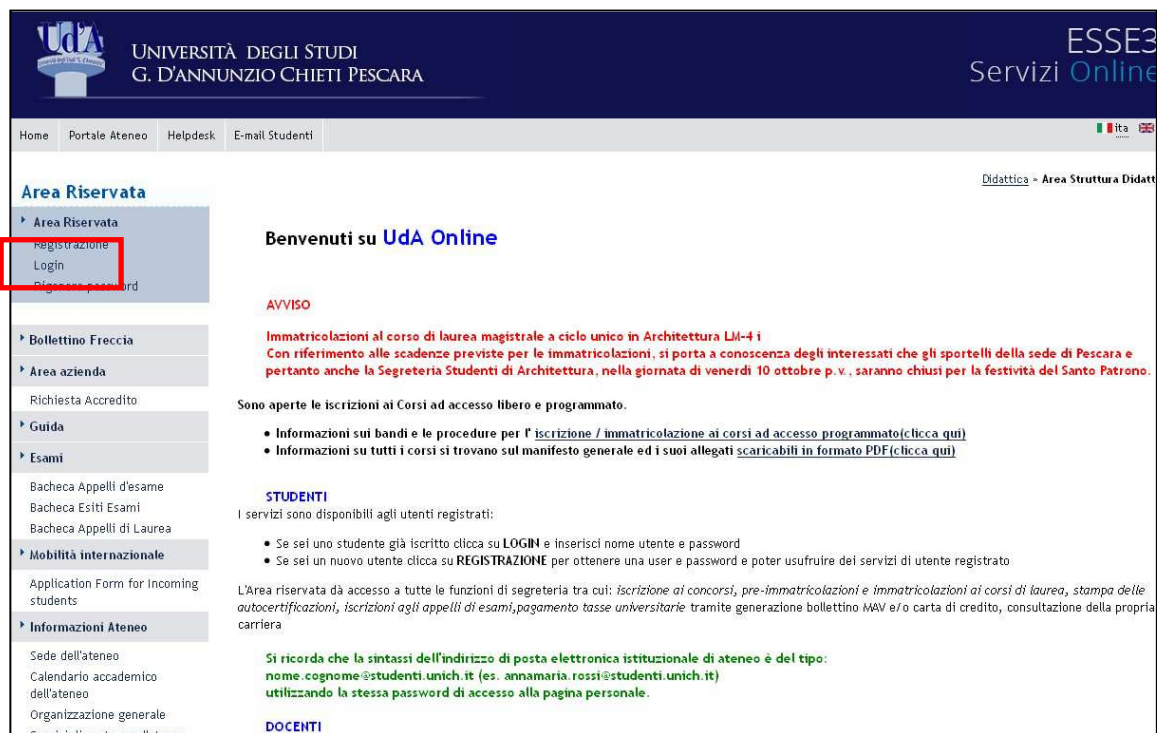 UdA
UNIVERSITÀ DEGLI STUDI
G. D'ANNUNZIO CHIETI PESCARA
ESSE3
Servizi Online
Home Portale Ateneo Helpdesk E-mail Studenti
ita
Didattica » Area Struttura Didatt
Area Riservata
Area Riservata
Registrazione
Login
Rigenera password
Bollettino Freccia
Area azienda
Richiesta Accredito
Guida
Esami
Bacheca Appelli d'esame
Bacheca Esiti Esami
Bacheca Appelli di Laurea
Mobilità internazionale
Application Form for Incoming
students
Informazioni Ateneo
Sede dell'ateneo
Calendario accademico
dell'ateneo
Organizzazione generale
Benvenuti su UdA Online
AVVISO
Immatricolazioni al corso di laurea magistrale a ciclo unico in Architettura LM-4 i
Con riferimento alle scadenze previste per le immatricolazioni, si porta a conoscenza degli interessati che gli sportelli della sede di Pescara e
pertanto anche la Segreteria Studenti di Architettura, nella giornata di venerdì 10 ottobre p.v., saranno chiusi per la festività del Santo Patrono.
Sono aperte le iscrizioni ai Corsi ad accesso libero e programmato.
• Informazioni sui bandi e le procedure per l' iscrizione / immatricolazione ai corsi ad accesso programmato(clicca qui)
• Informazioni su tutti i corsi si trovano sul manifesto generale ed i suoi allegati scaricabili in formato PDF(clicca qui)
STUDENTI
I servizi sono disponibili agli utenti registrati:
• Se sei uno studente già iscritto clicca su LOGIN e inserisci nome utente e password
• Se sei un nuovo utente clicca su REGISTRAZIONE per ottenere una user e password e poter usufruire dei servizi di utente registrato
L'Area riservata dà accesso a tutte le funzioni di segreteria tra cui: iscrizione ai concorsi, pre-immatricolazioni e immatricolazioni ai corsi di laurea, stampa delle
autocertificazioni, iscrizioni agli appelli di esami,pagamento tasse universitarie tramite generazione bollettino MAV e/o carta di credito, consultazione della propria
carriera
Si ricorda che la sintassi dell'indirizzo di posta elettronica istituzionale di ateneo è del tipo:
nome.cognome@studenti.unich.it (es. annamaria.rossi@studenti.unich.it)
utilizzando la stessa password di accesso alla pagina personale.
DOCENTI